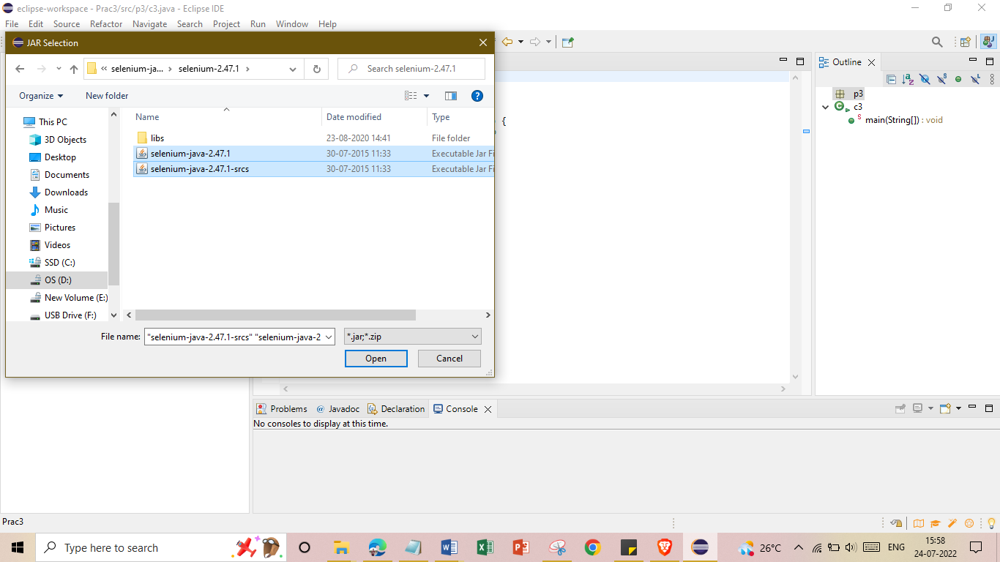 eclipse-workspace - Prac3/src/p3/c3.java - Eclipse IDE
File Edit Source Refactor Navigate Search Project Run Window Help
JAR Selection
« selenium-ja... › selenium-2.47.1 ›
Search selenium-2.47.1
Organize
New folder
This PC
3D Objects
Desktop
Documents
Downloads
Music
Pictures
Videos
SSD (C:)
OS (D:)
New Volume (E:)
USB Drive (F:)
Name Date modified Type
libs 23-08-2020 14:41 File folder
selenium-java-2.47.1 30-07-2015 11:33 Executable Jar Fi
selenium-java-2.47.1-srcs 30-07-2015 11:33 Executable Jar Fi
File name: "selenium-java-2.47.1-srcs" "selenium-java-2
*.jar;*.zip
Open Cancel
{
Outline
p3
c3
main(String[]) : void
Problems @ Javadoc Declaration Console
No consoles to display at this time.
Prac3
Type here to search
26°C
ENG
15:58
24-07-2022